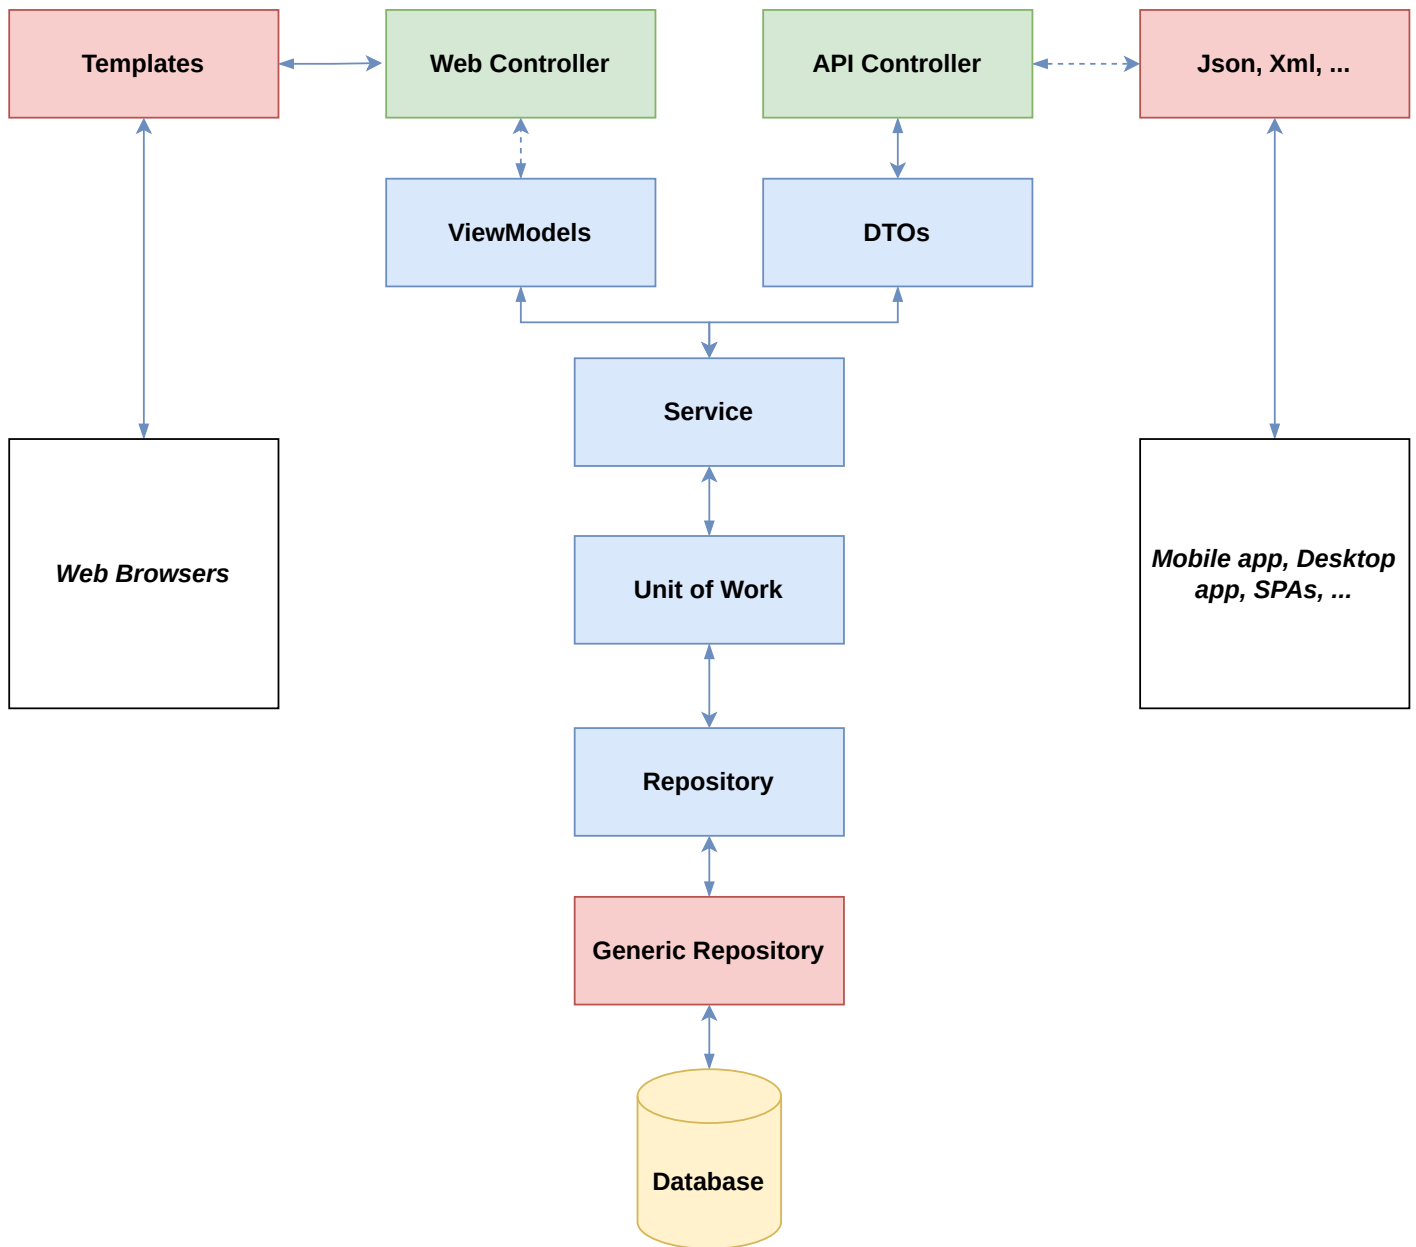 Templates
Web Controller
API Controller
Json, Xml, ...
ViewModels
DTOs
Service
Web Browsers
Mobile app, Desktop
app, SPAs, ...
Unit of Work
Repository
Generic Repository
Database